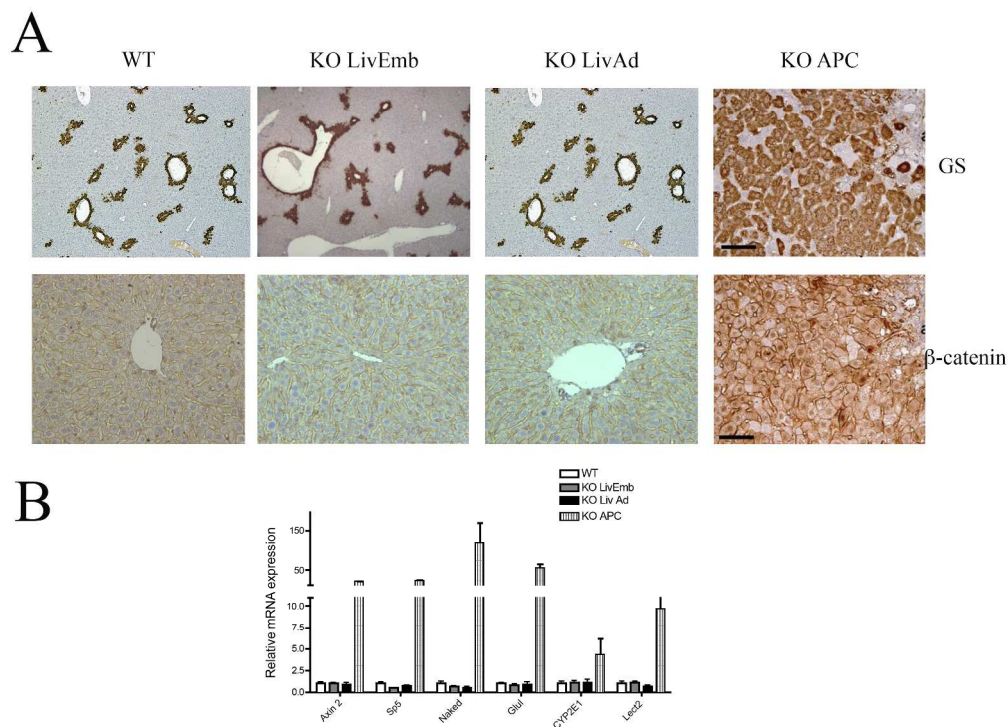 A
WT
KO LivEmb
KO LivAd
KO APC
GS
β-catenin
B
WT
KO LivEmb
KO Liv Ad
KO APC
Relative mRNA expression
150
50
10.0
7.5
5.0
2.5
0.0
Axin 2
Sp5
Naked
Glul
CYP2E1
Lect2